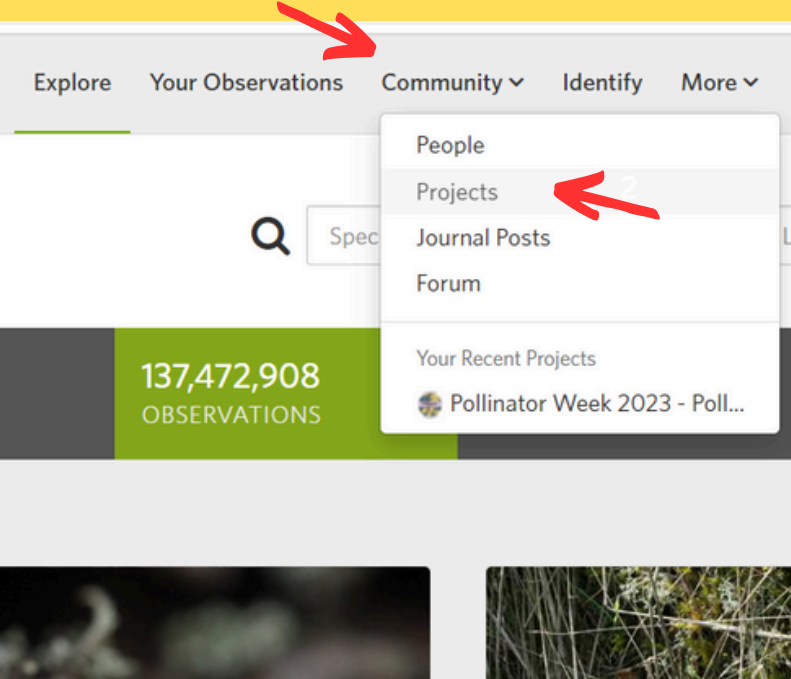 Explore Your Observations Community Identify More
People
Projects
2
Journal Posts
Forum
Spec
Your Recent Projects
Pollinator Week 2023 - Poll...
137,472,908
OBSERVATIONS